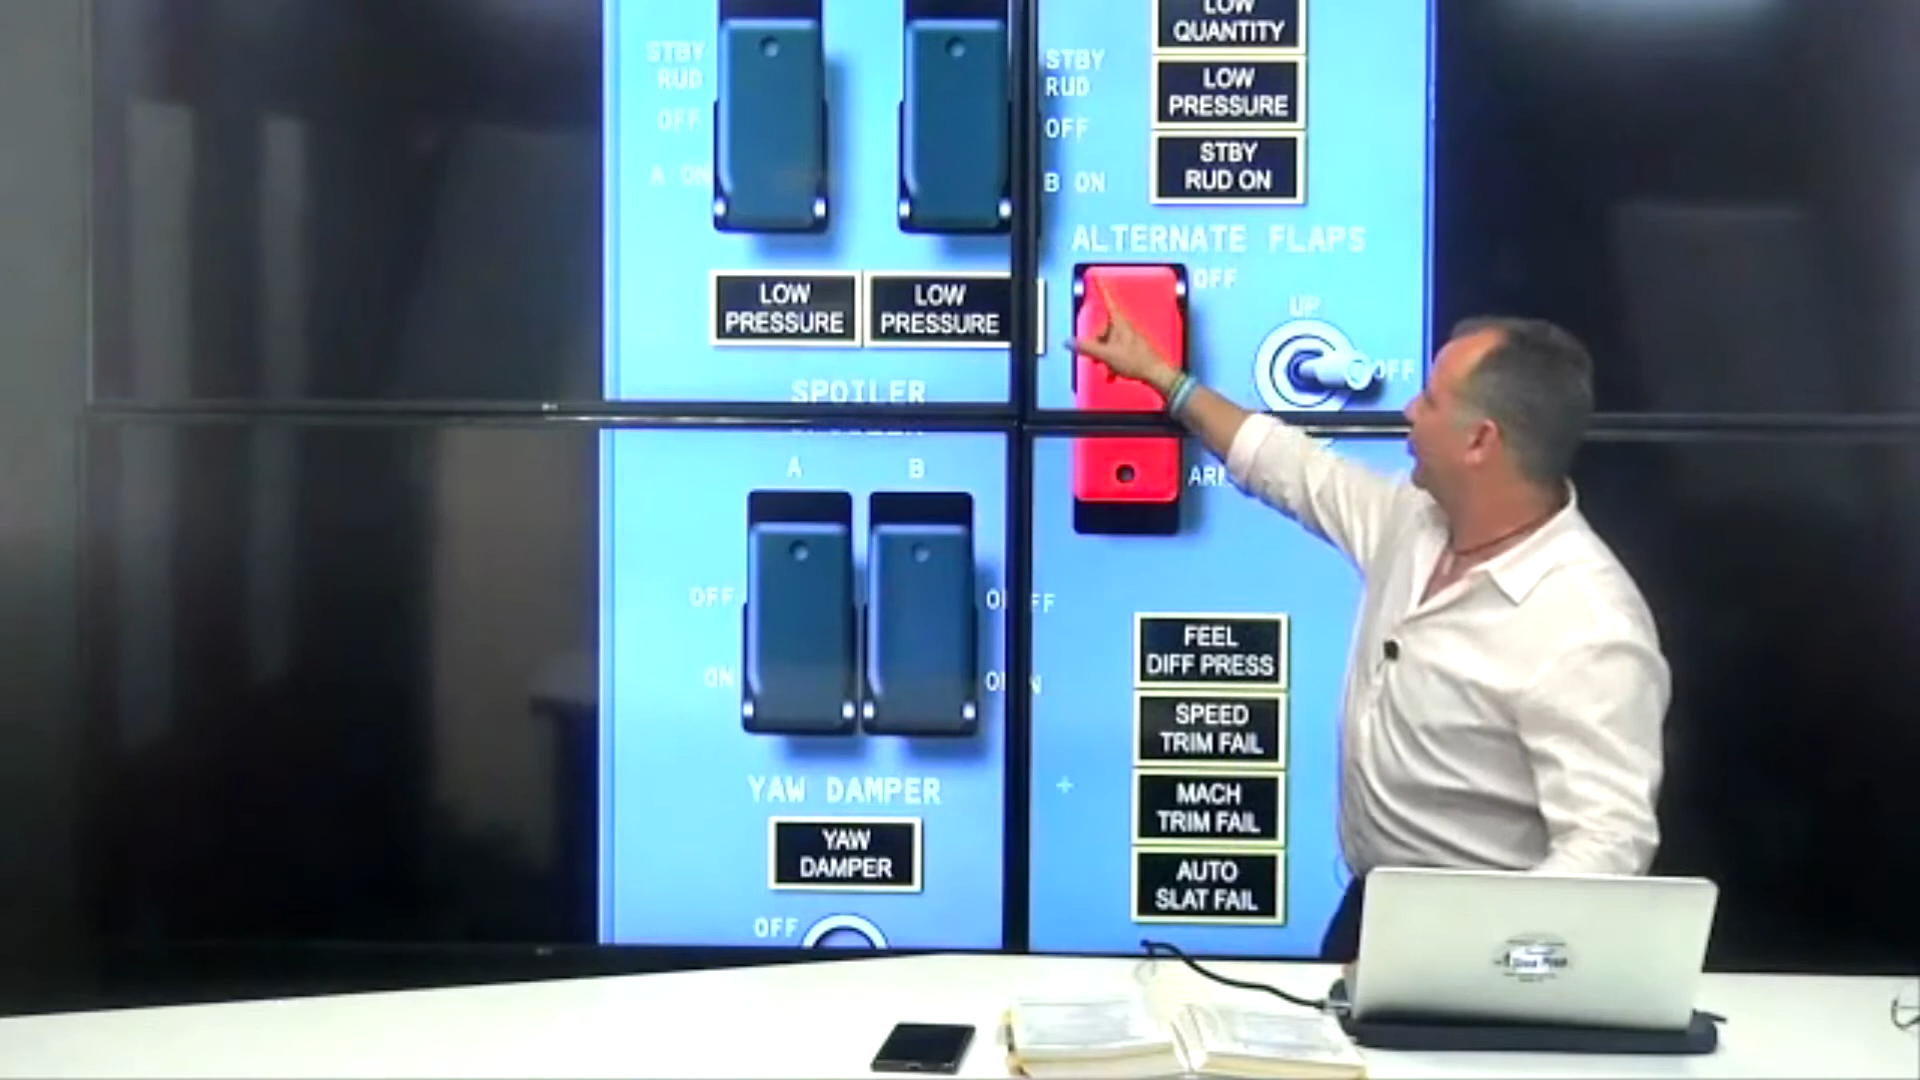 STBY
RUD
OFF
A ON
LOW
PRESSURE
LOW
PRESSURE
SPOILER
A B
OFF
ON
YAW DAMPER
YAW
DAMPER
OFF
LOW
QUANTITY
STBY
RUD
LOW
PRESSURE
OFF
STBY
RUD ON
B ON
ALTERNATE FLAPS
OFF
UP
OFF
OFF
ON
FEEL
DIFF PRESS
SPEED
TRIM FAIL
MACH
TRIM FAIL
AUTO
SLAT FAIL